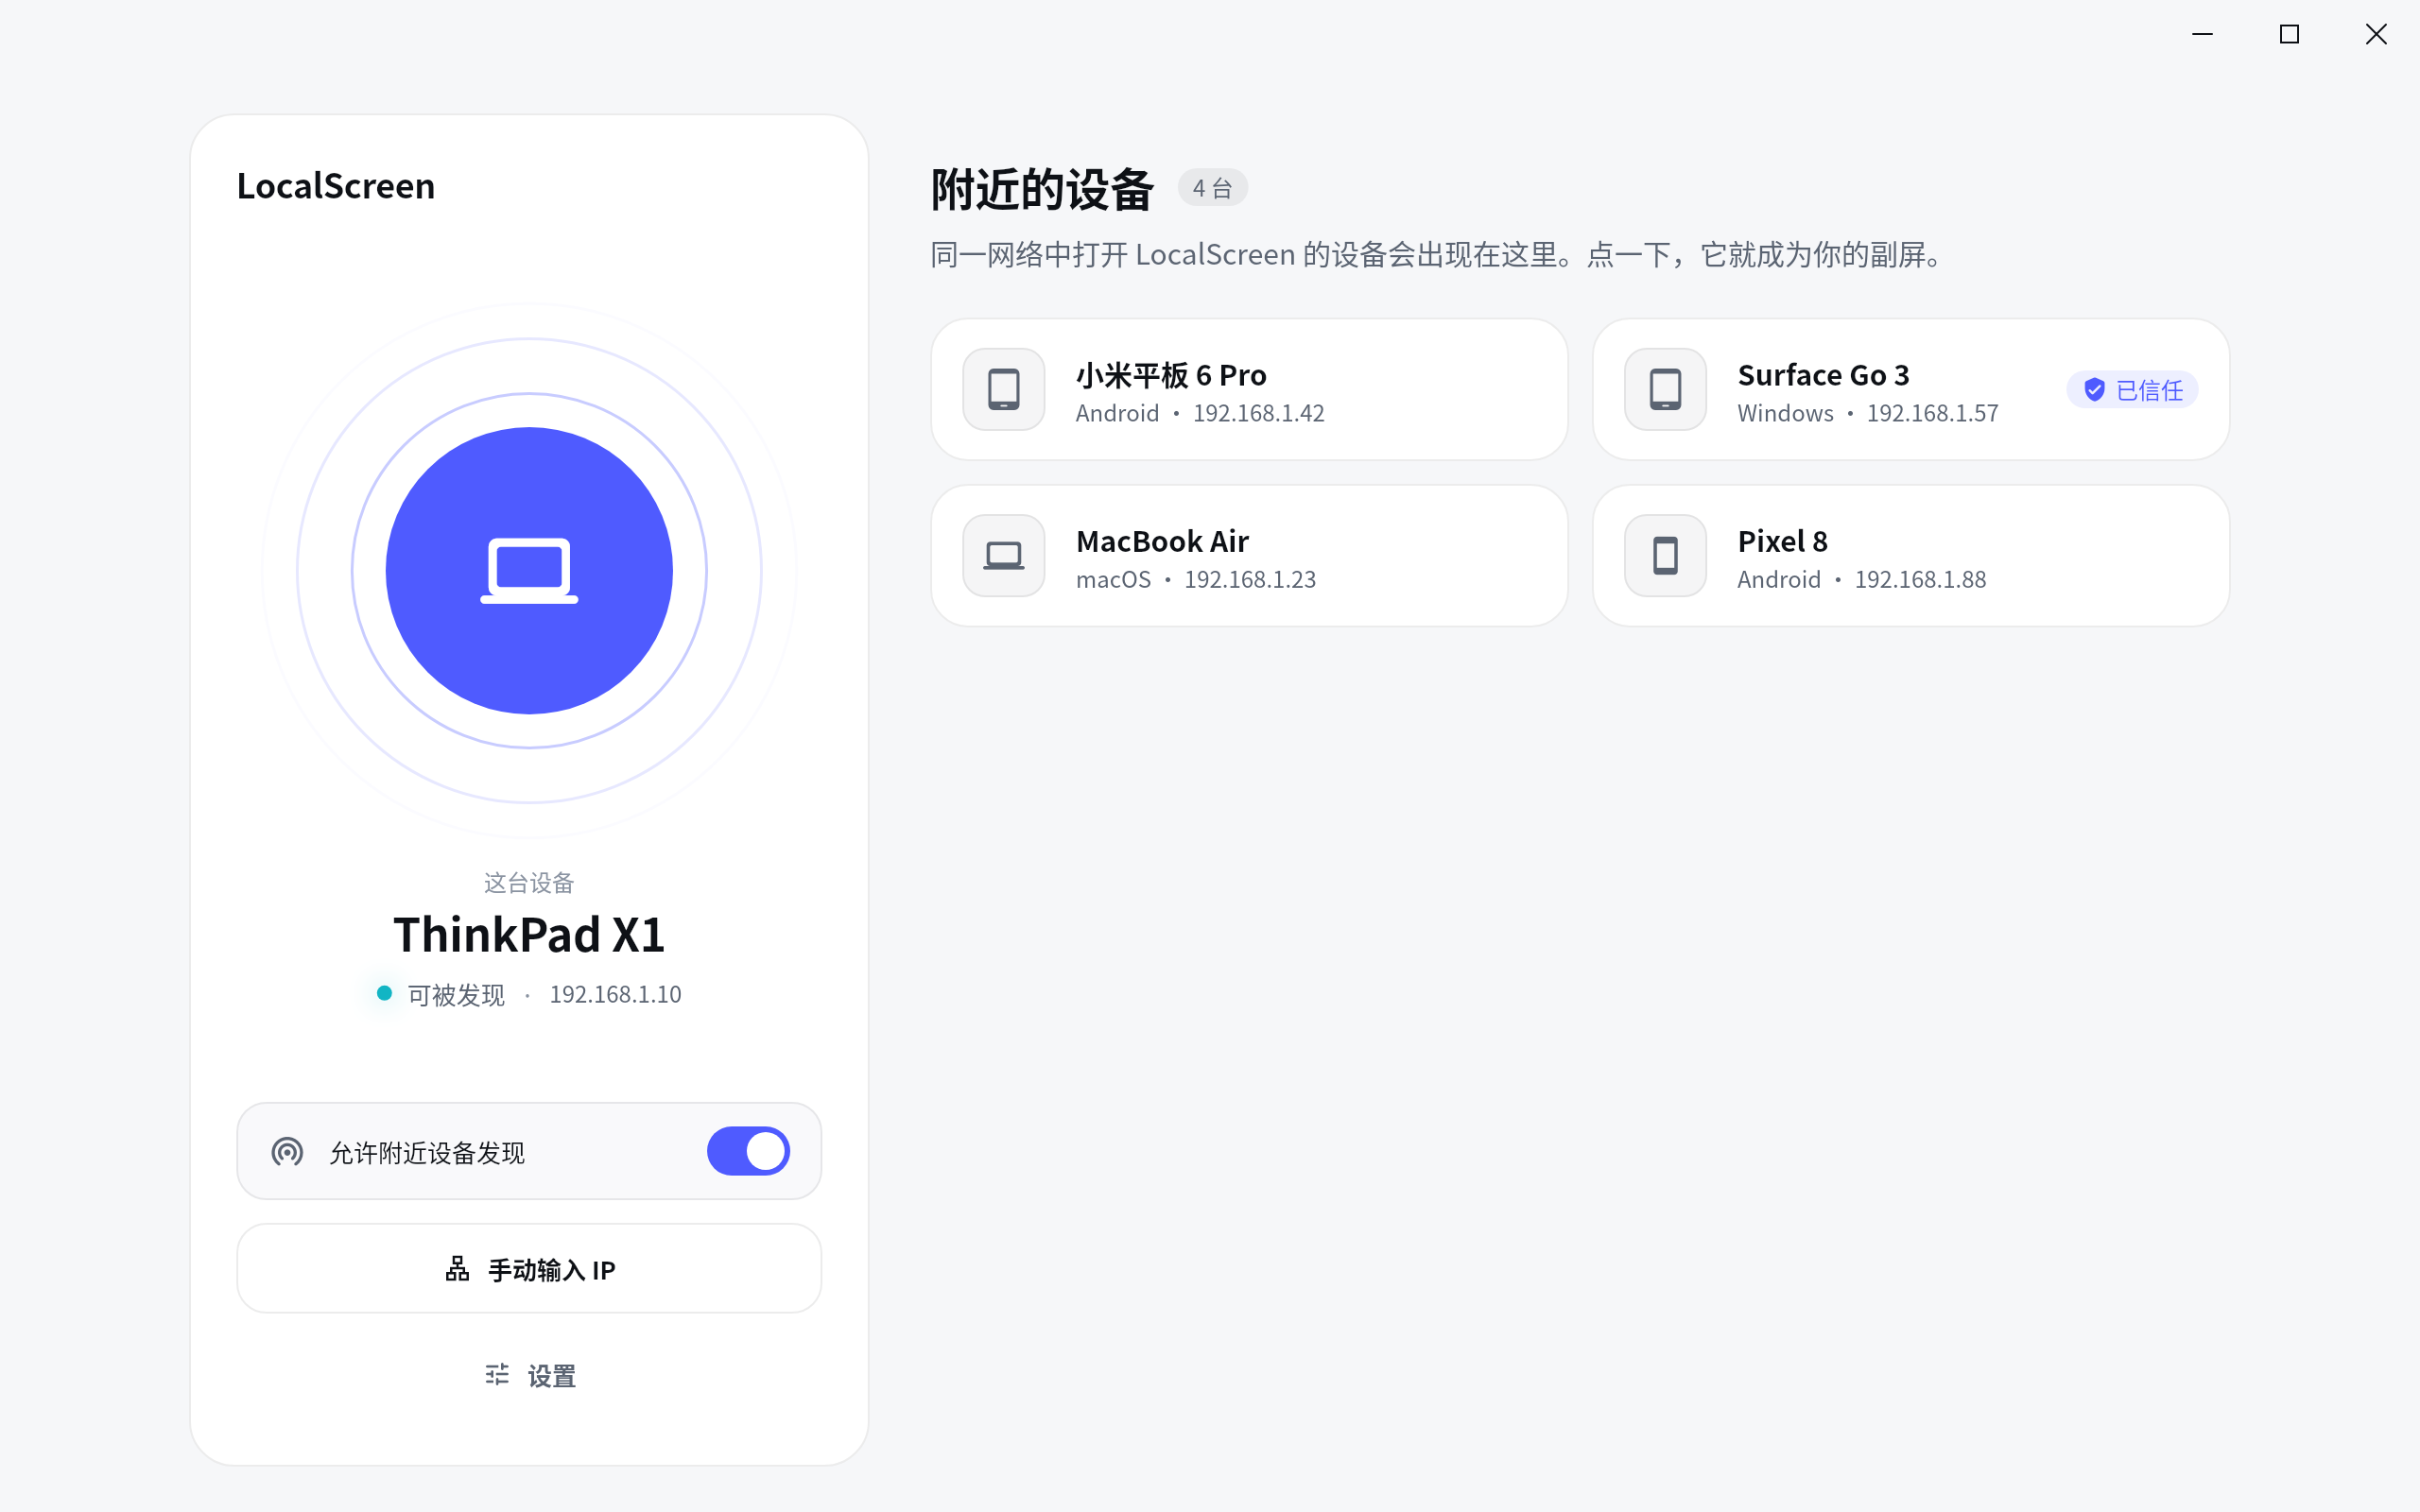 LocalScreen
这台设备
ThinkPad X1
可被发现 · 192.168.1.10
允许附近设备发现
手动输入 IP
设置
附近的设备 4 台
同一网络中打开 LocalScreen 的设备会出现在这里。点一下，它就成为你的副屏。
小米平板 6 Pro
Android • 192.168.1.42
Surface Go 3
Windows • 192.168.1.57
已信任
MacBook Air
macOS • 192.168.1.23
Pixel 8
Android • 192.168.1.88